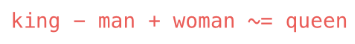 king − man + woman ~= queen